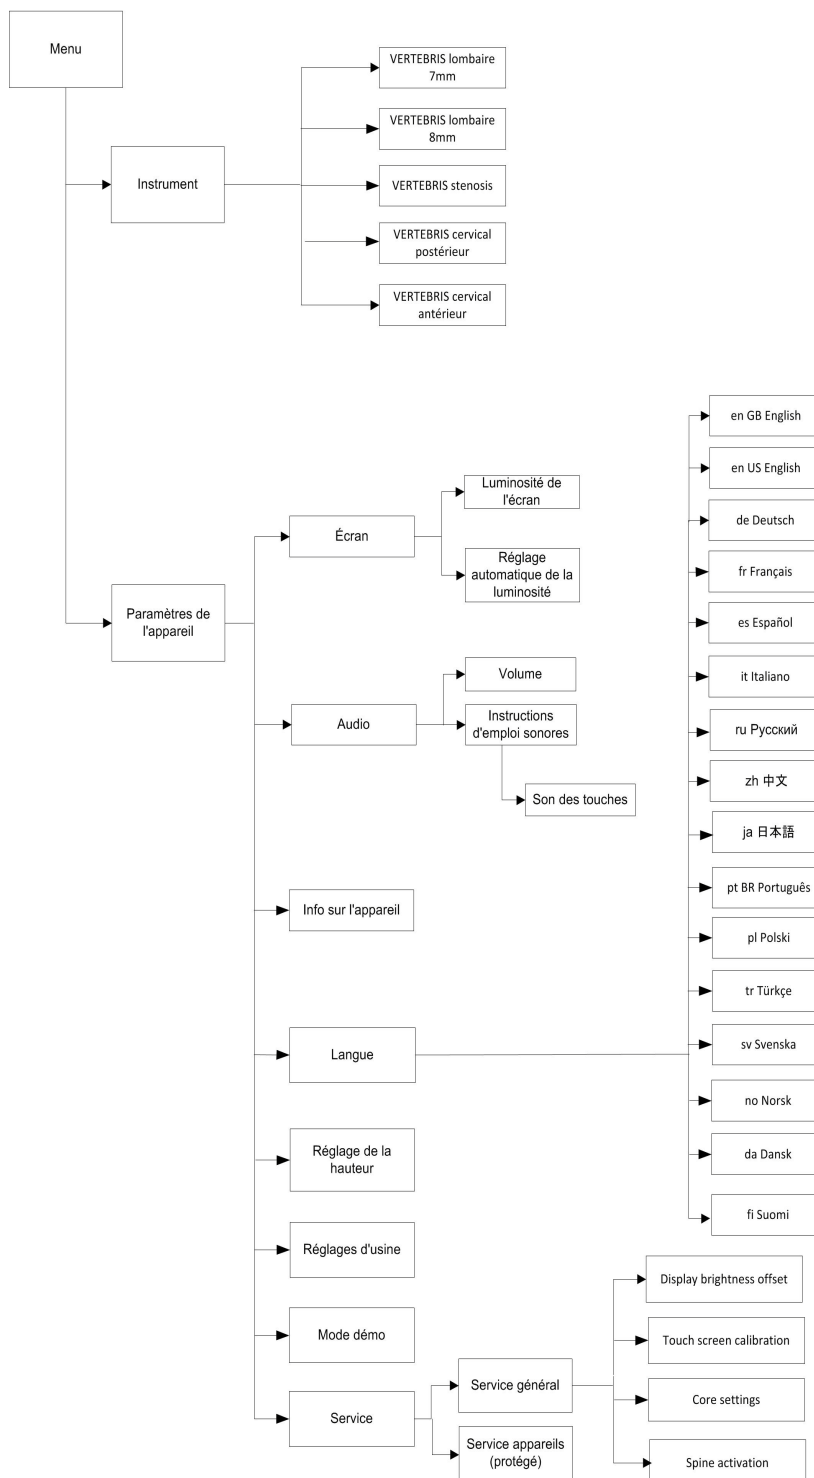 Menu
Instrument
VERTEBRIS lombaire
7mm
VERTEBRIS lombaire
8mm
VERTEBRIS stenosis
VERTEBRIS cervical
postérieur
VERTEBRIS cervical
antérieur
Paramètres de
l'appareil
Écran
Luminosité de
l'écran
Réglage
automatique de la
luminosité
Audio
Volume
Instructions
d'emploi sonores
Son des touches
Info sur l'appareil
Langue
en GB English
en US English
de Deutsch
fr Français
es Español
it Italiano
ru Русский
zh 中文
ja 日本語
pt BR Português
pl Polski
tr Türkçe
sv Svenska
no Norsk
da Dansk
fi Suomi
Réglage de la
hauteur
Réglages d'usine
Mode démo
Service
Service général
Display brightness offset
Touch screen calibration
Core settings
Spine activation
Service appareils
(protégé)